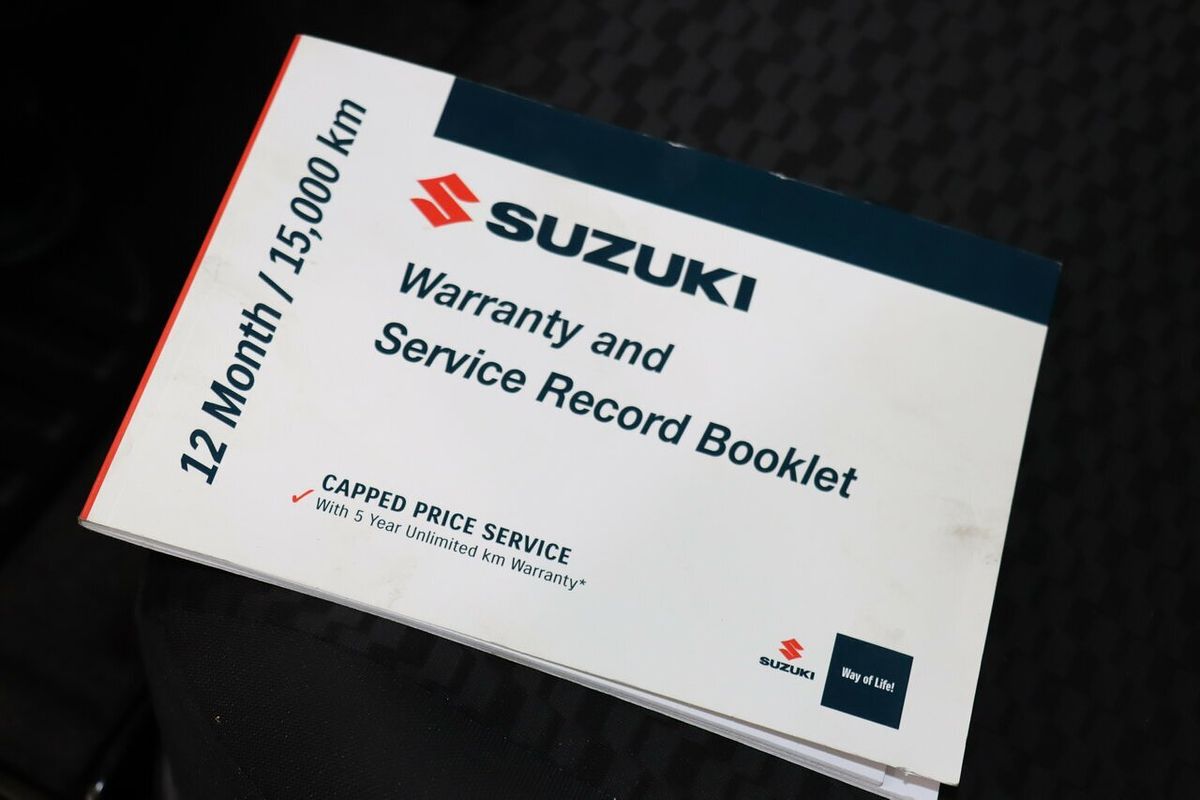 12 Month / 15,000 km
SUZUKI
Warranty and
Service Record Booklet
✓ CAPPED PRICE SERVICE
With 5 Year Unlimited km Warranty*
SUZUKI
Way of Life!